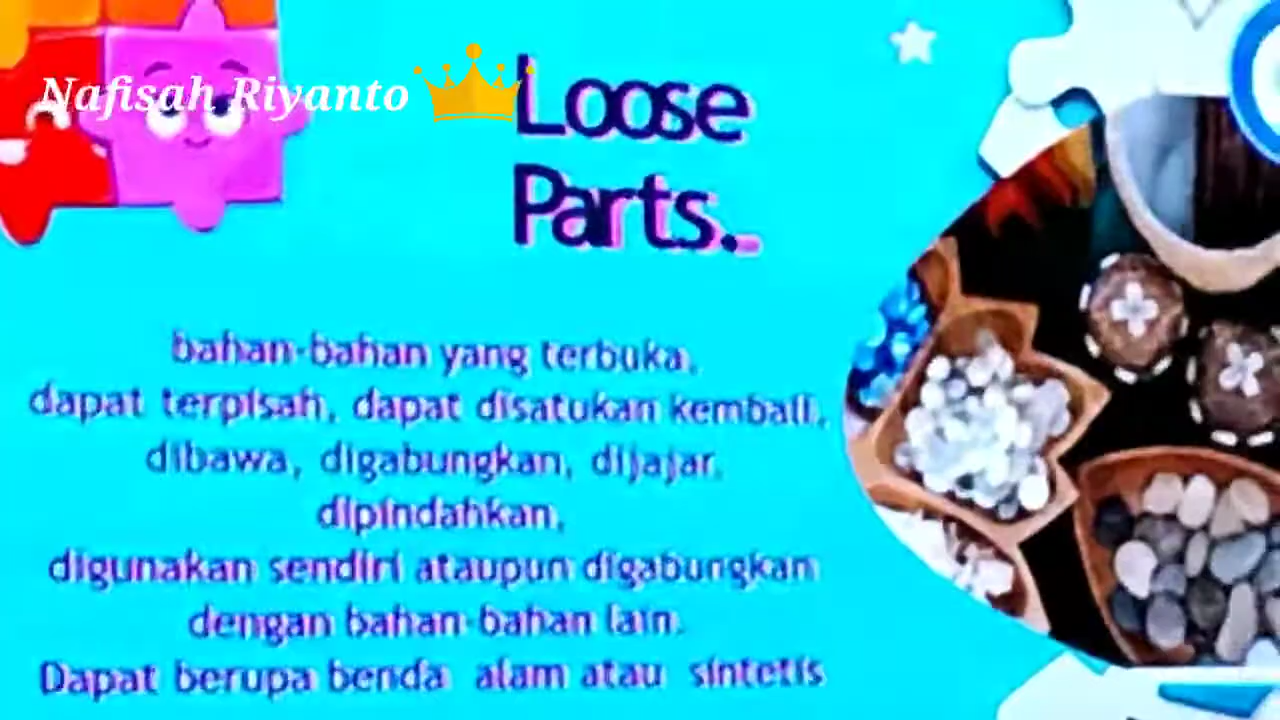 Nafisah Riyanto
Loose
Parts.
bahan-bahan yang terbuka,
dapat terpisah, dapat disatukan kembali,
dibawa, digabungkan, dijajar,
dipindahkan,
digunakan sendiri ataupun digabungkan
dengan bahan-bahan lain.
Dapat berupa benda alam atau sintetis